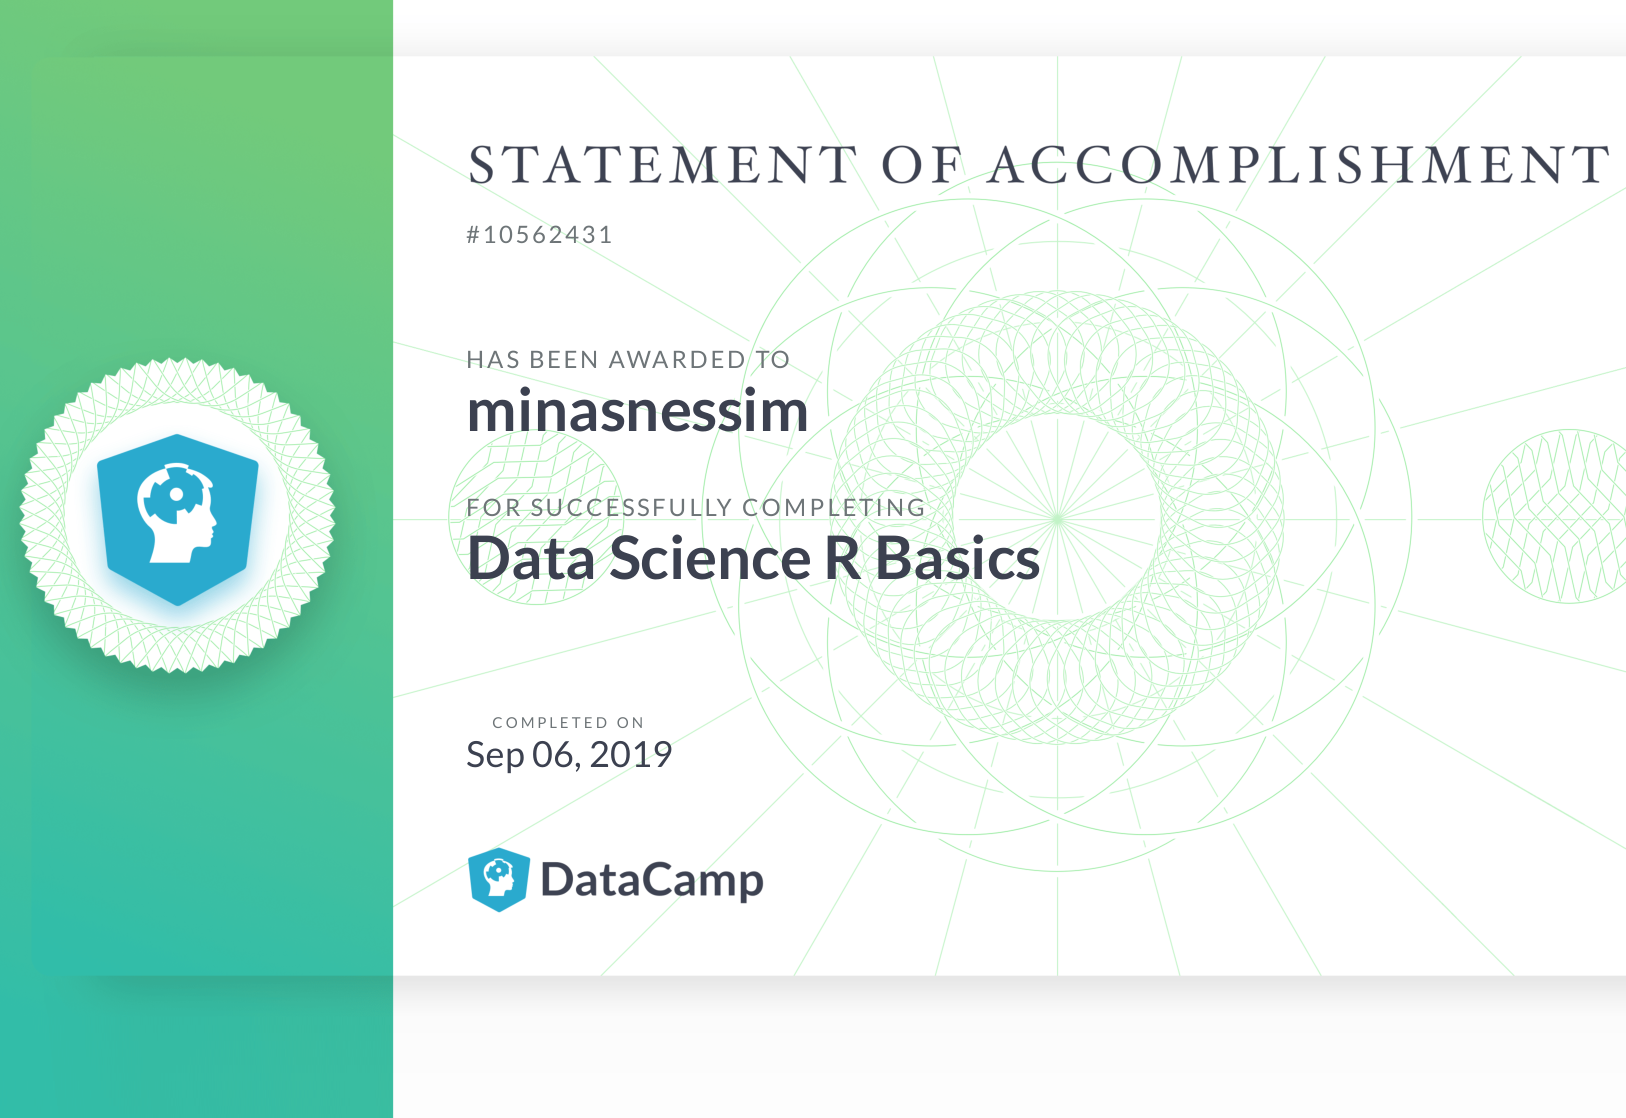 STATEMENT OF ACCOMPLISHMENT
#10562431
HAS BEEN AWARDED TO
minasnessim
FOR SUCCESSFULLY COMPLETING
Data Science R Basics
COMPLETED ON
Sep 06, 2019
DataCamp